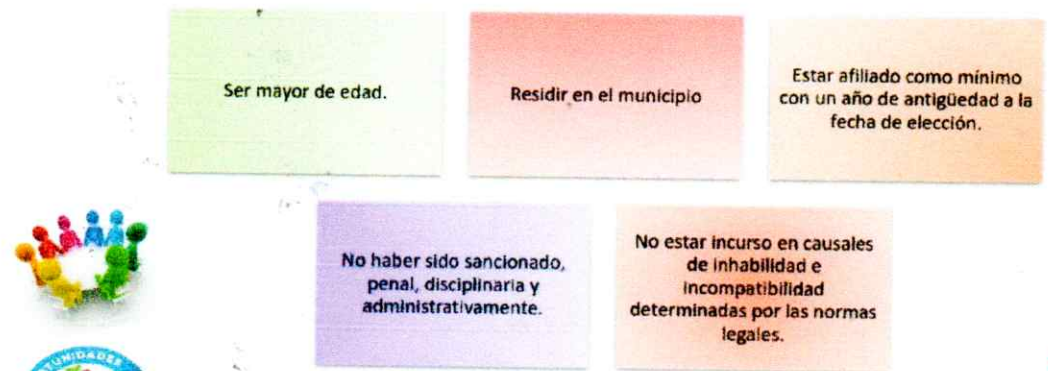 Ser mayor de edad.
Residir en el municipio
Estar afiliado como mínimo
con un año de antigüedad a la
fecha de elección.
No haber sido sancionado,
penal, disciplinaria y
administrativamente.
No estar incurso en causales
de inhabilidad e
incompatibilidad
determinadas por las normas
legales.